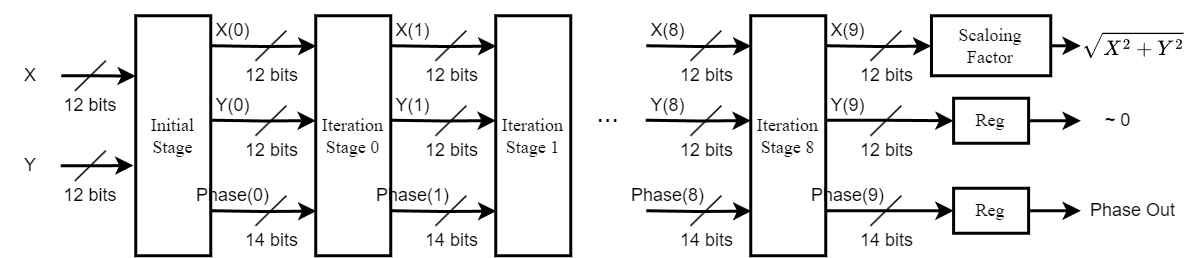 X(0)
X(1)
X(8)
X(9)
Scaloing
Factor
√X² + Y²
X
12 bits
12 bits
12 bits
12 bits
12 bits
Y(0)
Y(1)
Y(8)
Y(9)
Initial
Stage
Iteration
Stage 0
Iteration
Stage 1
...
Iteration
Stage 8
Reg
~ 0
Y
12 bits
12 bits
12 bits
12 bits
12 bits
Phase(0)
Phase(1)
Phase(8)
Phase(9)
Reg
Phase Out
14 bits
14 bits
14 bits
14 bits